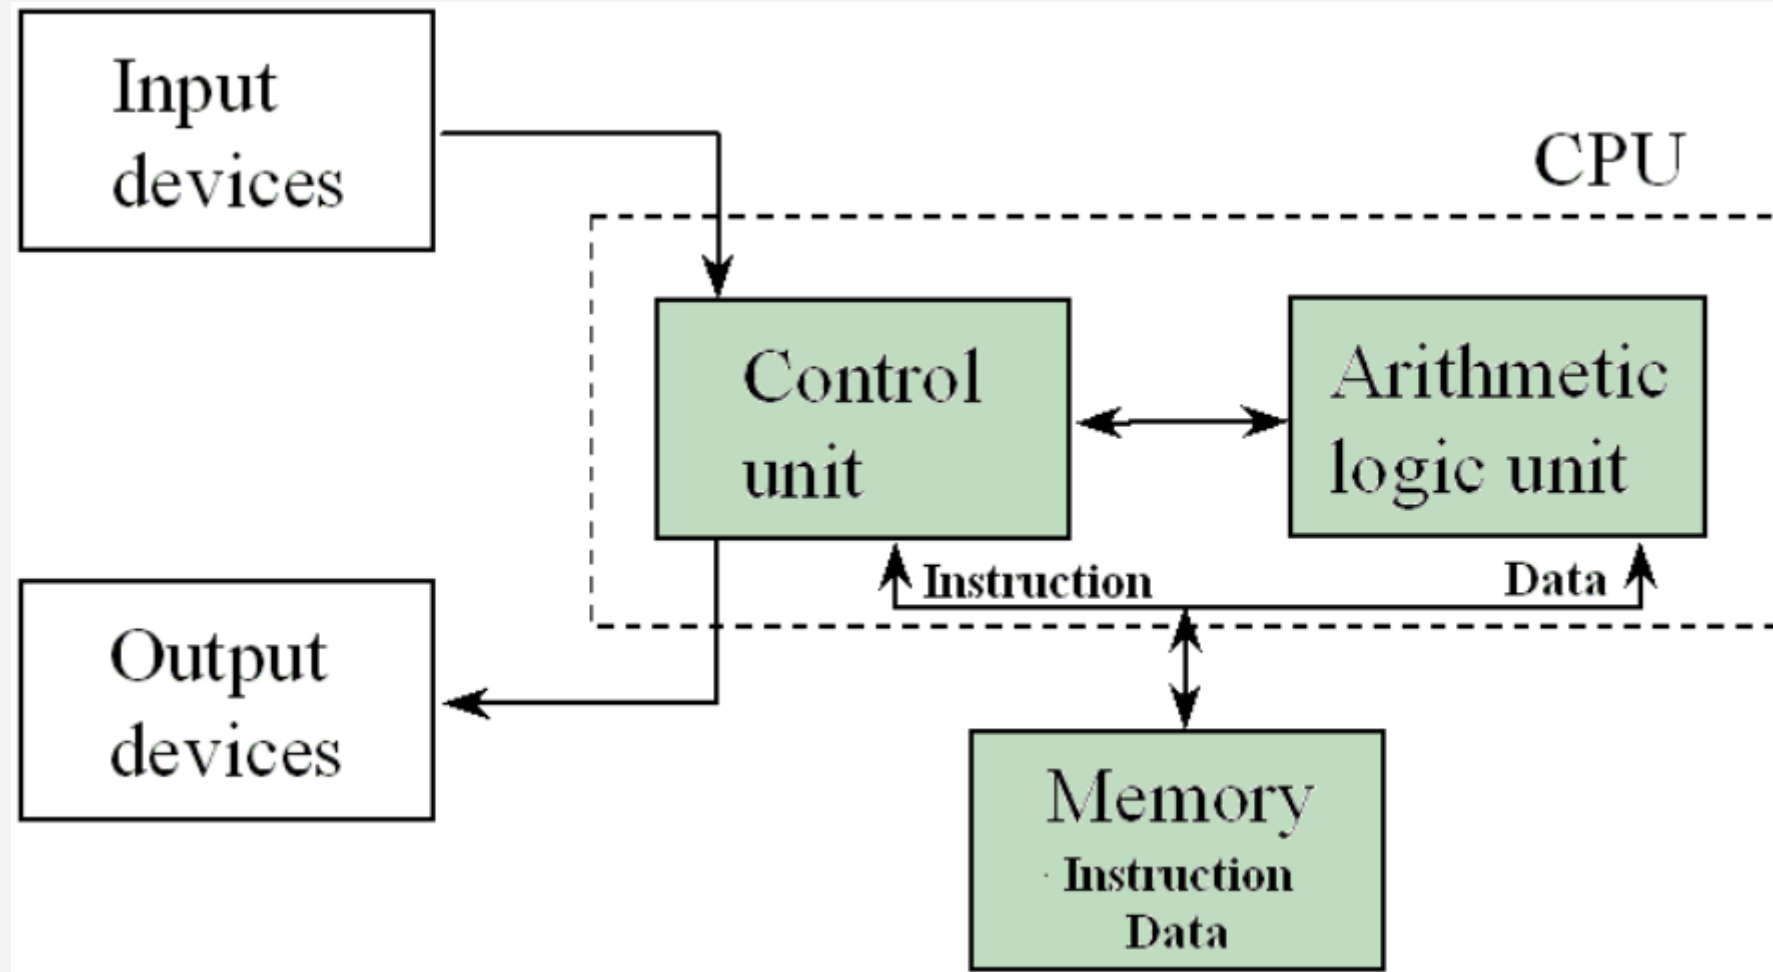 Input
devices
CPU
Control
unit
Arithmetic
logic unit
Instruction
Data
Output
devices
Memory
Instruction
Data